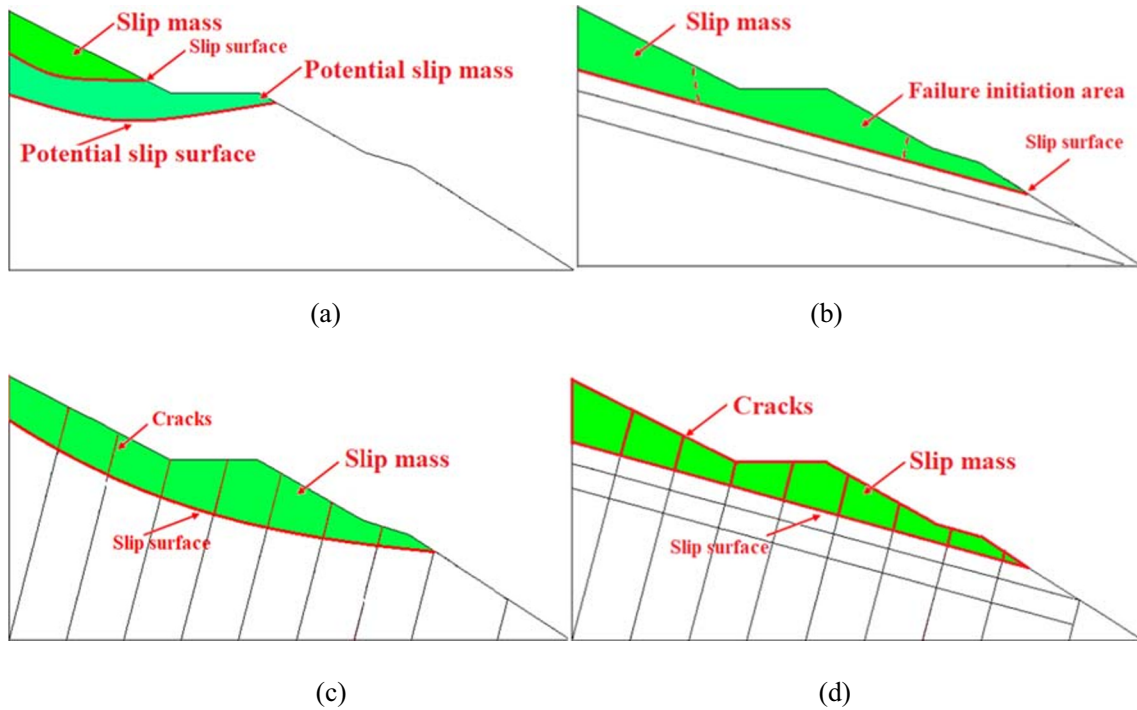 Slip mass
Slip surface
Potential slip mass
Potential slip surface
(a)
Slip mass
Failure initiation area
Slip surface
(b)
Cracks
Slip mass
Slip surface
(c)
Cracks
Slip mass
Slip surface
(d)